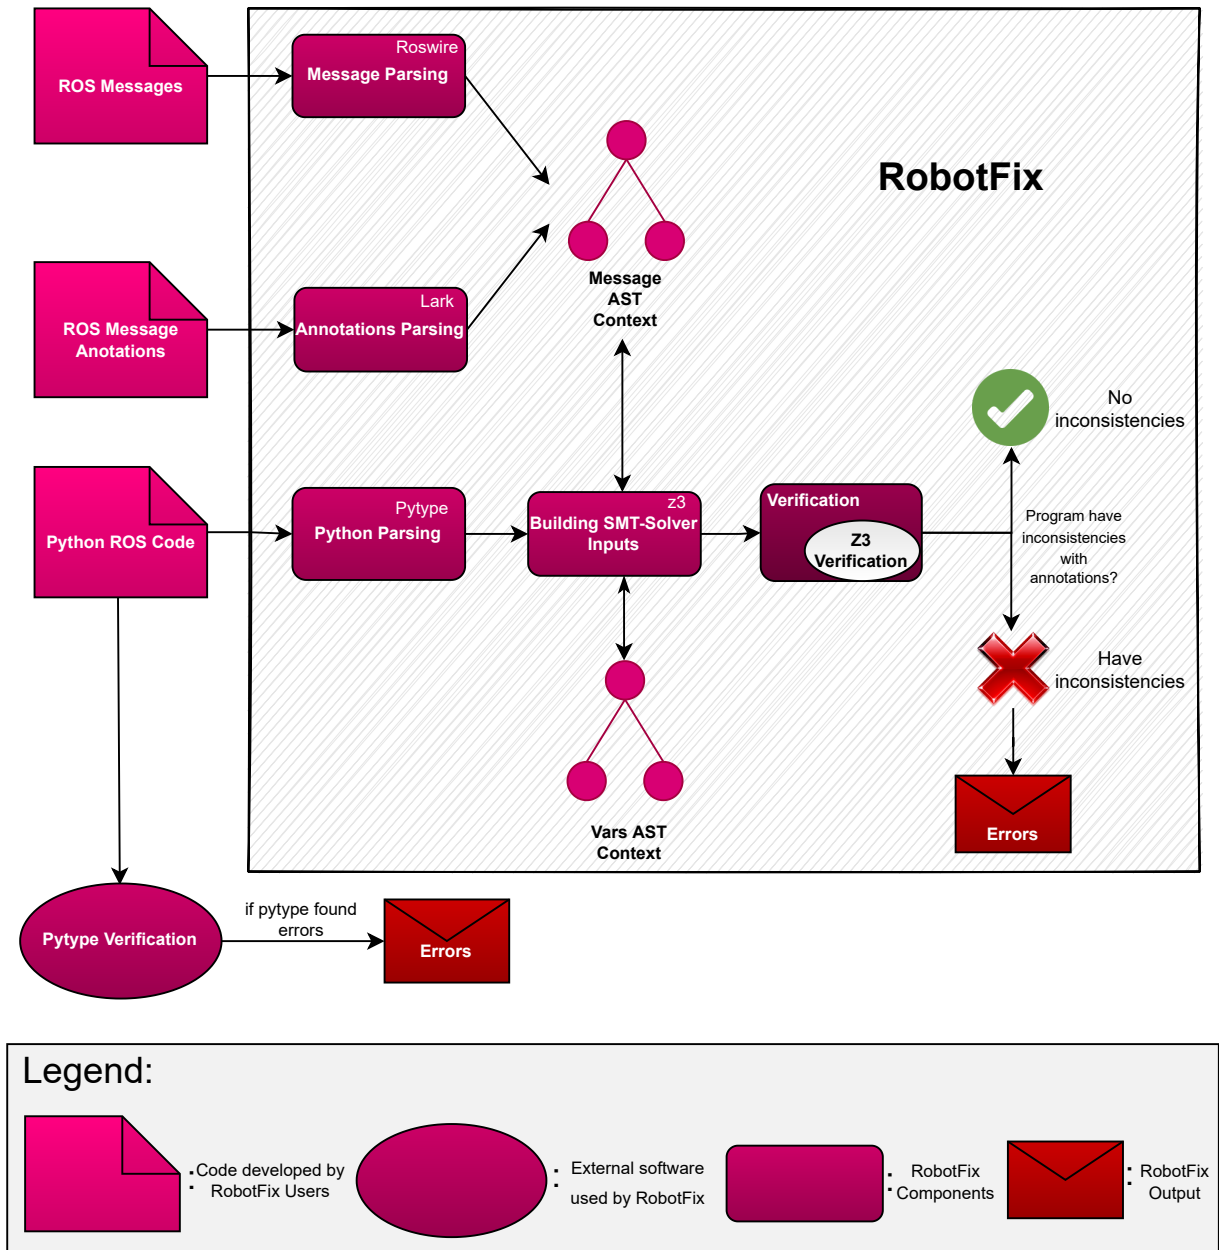 ROS Messages
Roswire
Message Parsing
RobotFix
Message
AST
Context
ROS Message
Anotations
Lark
Annotations Parsing
No
inconsistencies
Python ROS Code
Pytype
Python Parsing
z3
Building SMT-Solver
Inputs
Verification
Z3
Verification
Program have
inconsistencies
with
annotations?
Have
inconsistencies
Vars AST
Context
Errors
Pytype Verification
if pytype found
errors
Errors
Legend:
: Code developed by
RobotFix Users
: External software
used by RobotFix
: RobotFix
Components
: RobotFix
Output